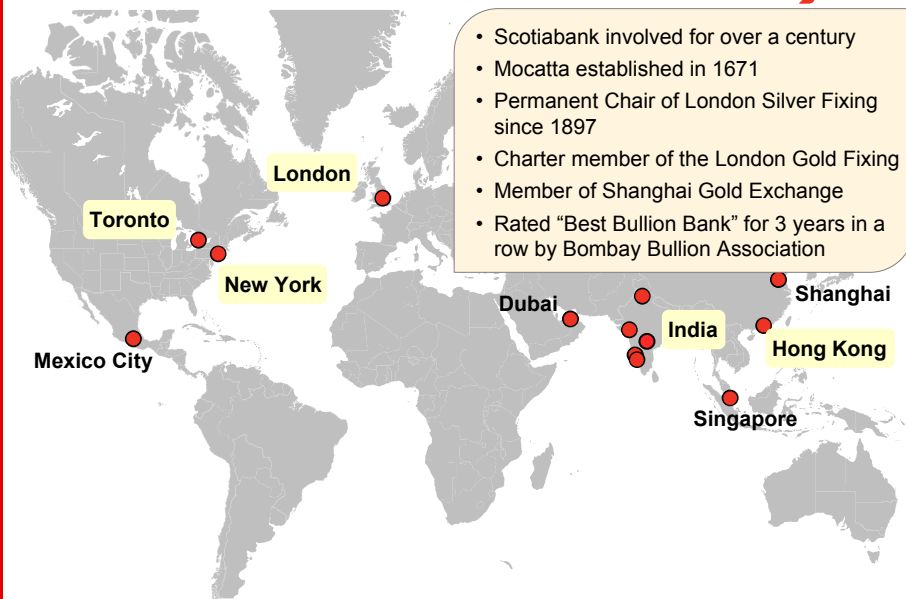 • Scotiabank involved for over a century
• Mocatta established in 1671
• Permanent Chair of London Silver Fixing
since 1897
• Charter member of the London Gold Fixing
• Member of Shanghai Gold Exchange
• Rated “Best Bullion Bank” for 3 years in a
row by Bombay Bullion Association
London
Toronto
New York
Mexico City
Dubai
India
Shanghai
Hong Kong
Singapore